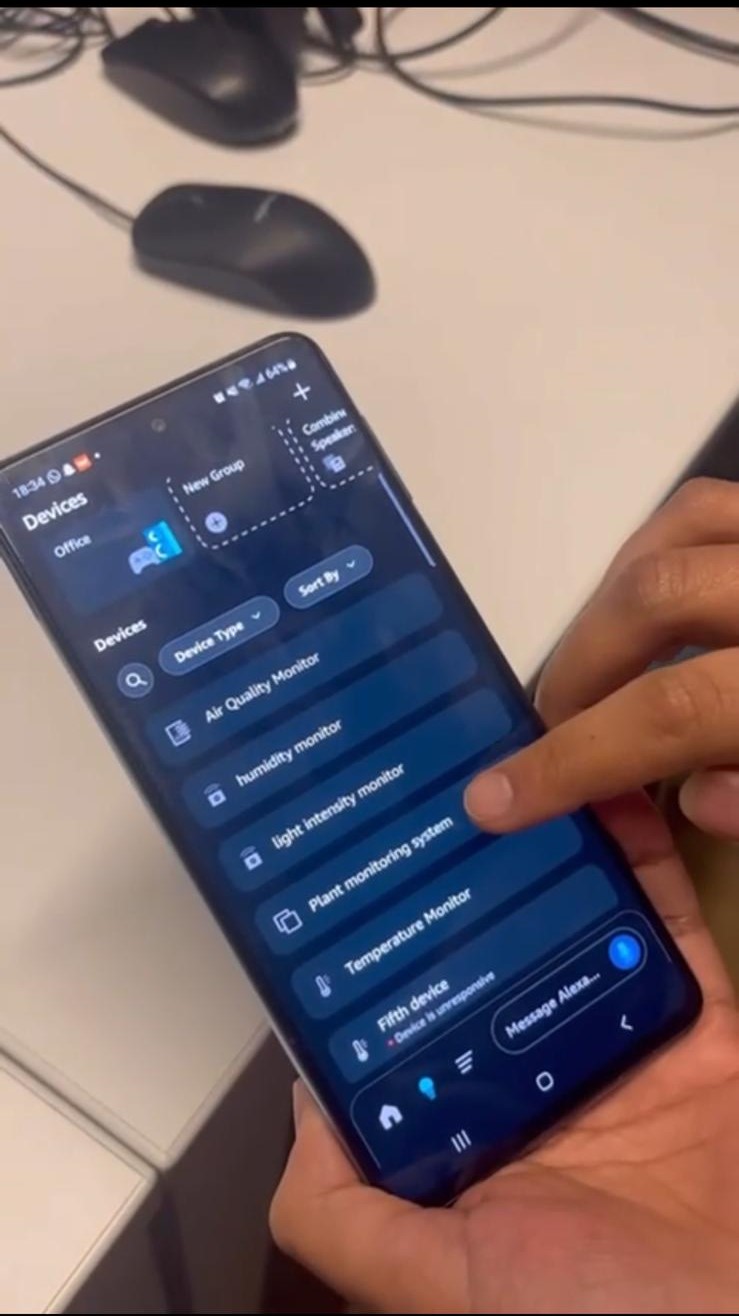 18:34
64%
Devices
Office
New Group
Combine
Speaker
Devices
Device Type
Sort By
Air Quality Monitor
humidity monitor
light intensity monitor
Plant monitoring system
Temperature Monitor
Fifth device
Device is unresponsive
Message Alexa...